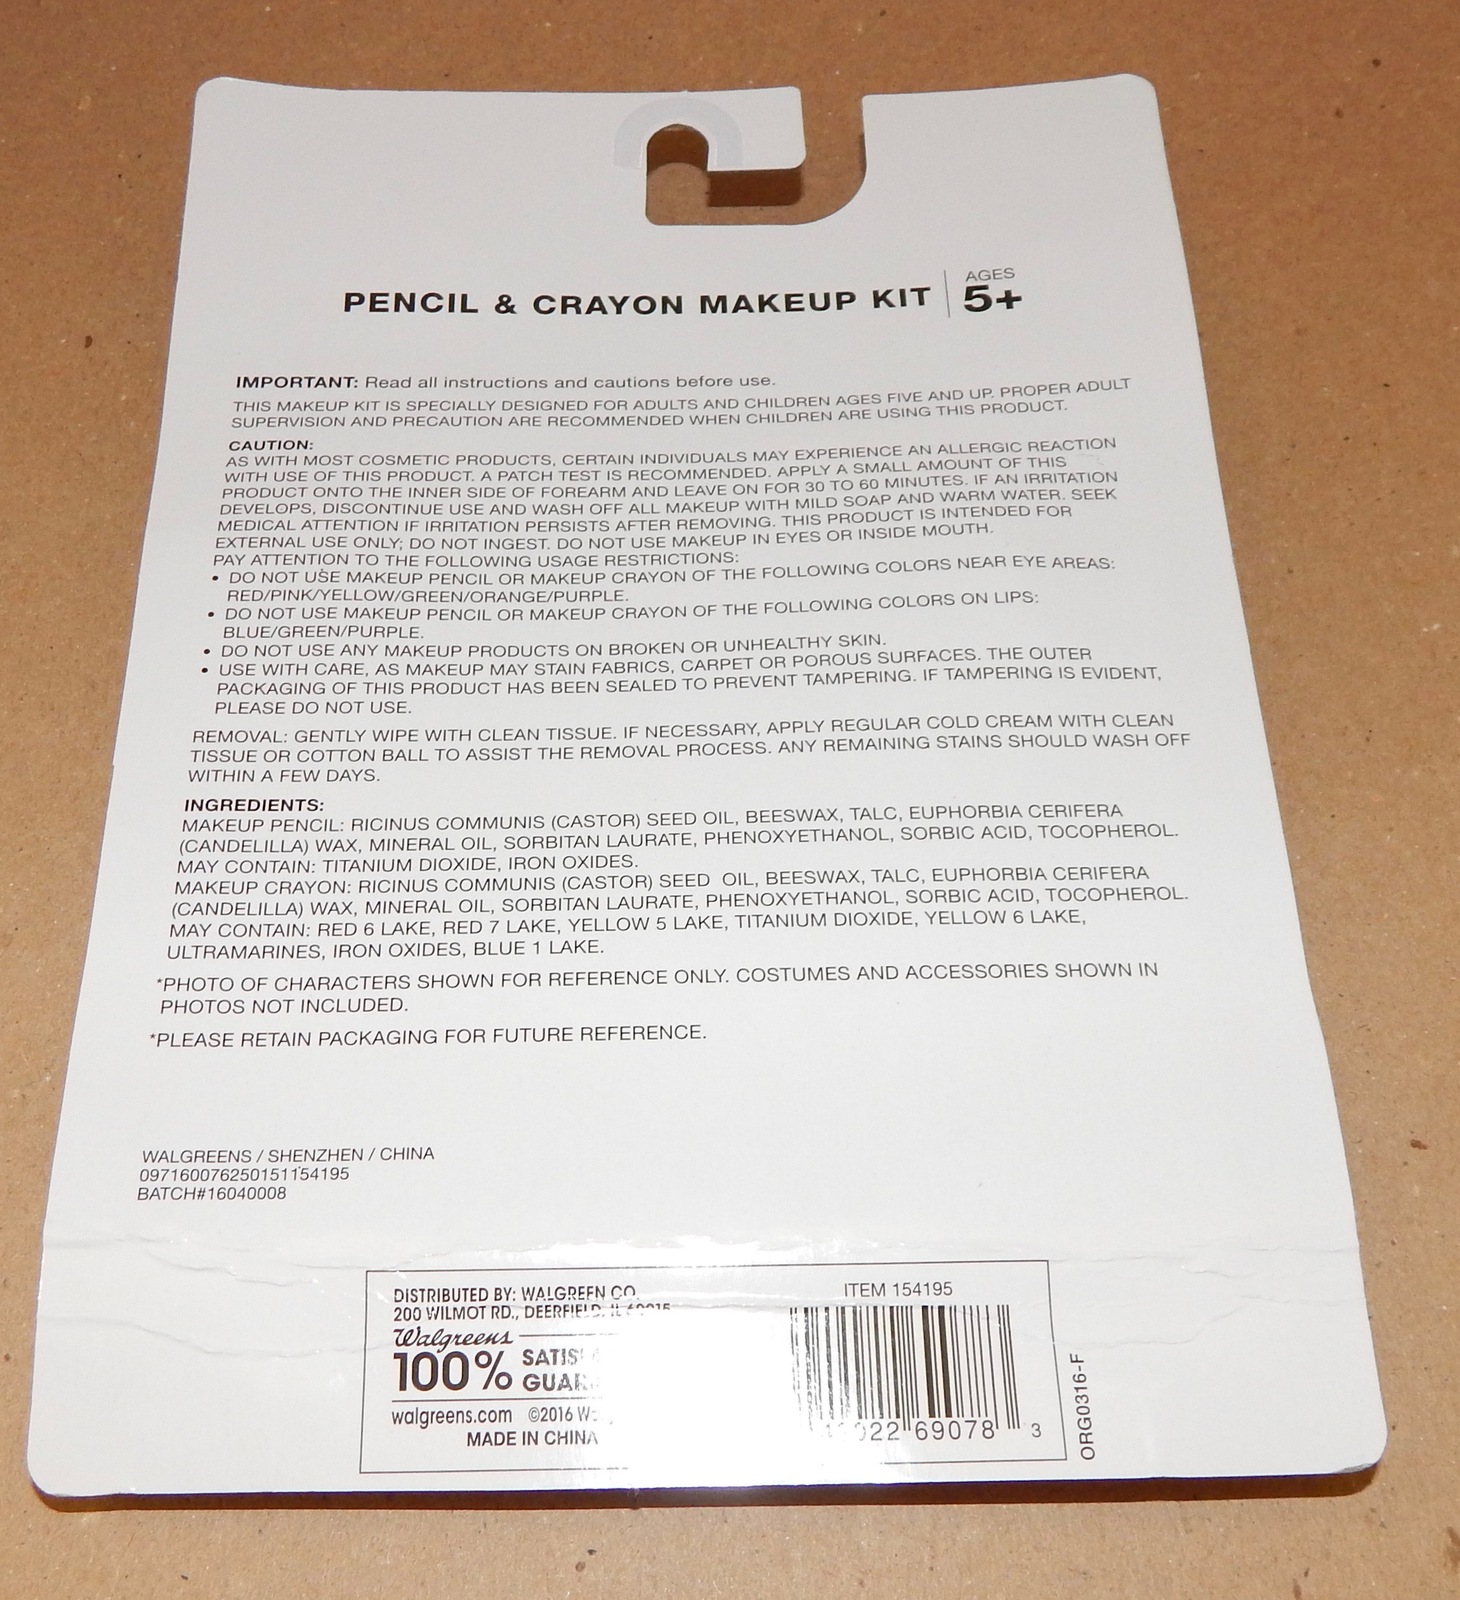 PENCIL & CRAYON MAKEUP KIT
AGES
5+
IMPORTANT: Read all instructions and cautions before use.
THIS MAKEUP KIT IS SPECIALLY DESIGNED FOR ADULTS AND CHILDREN AGES FIVE AND UP. PROPER ADULT
SUPERVISION AND PRECAUTION ARE RECOMMENDED WHEN CHILDREN ARE USING THIS PRODUCT.
CAUTION:
AS WITH MOST COSMETIC PRODUCTS, CERTAIN INDIVIDUALS MAY EXPERIENCE AN ALLERGIC REACTION
WITH USE OF THIS PRODUCT. A PATCH TEST IS RECOMMENDED. APPLY A SMALL AMOUNT OF THIS
PRODUCT ONTO THE INNER SIDE OF FOREARM AND LEAVE ON FOR 30 TO 60 MINUTES. IF AN IRRITATION
DEVELOPS, DISCONTINUE USE AND WASH OFF ALL MAKEUP WITH MILD SOAP AND WARM WATER. SEEK
MEDICAL ATTENTION IF IRRITATION PERSISTS AFTER REMOVING. THIS PRODUCT IS INTENDED FOR
EXTERNAL USE ONLY; DO NOT INGEST. DO NOT USE MAKEUP IN EYES OR INSIDE MOUTH.
PAY ATTENTION TO THE FOLLOWING USAGE RESTRICTIONS:
• DO NOT USE MAKEUP PENCIL OR MAKEUP CRAYON OF THE FOLLOWING COLORS NEAR EYE AREAS:
RED/PINK/YELLOW/GREEN/ORANGE/PURPLE.
• DO NOT USE MAKEUP PENCIL OR MAKEUP CRAYON OF THE FOLLOWING COLORS ON LIPS:
BLUE/GREEN/PURPLE.
• DO NOT USE ANY MAKEUP PRODUCTS ON BROKEN OR UNHEALTHY SKIN.
• USE WITH CARE, AS MAKEUP MAY STAIN FABRICS, CARPET OR POROUS SURFACES. THE OUTER
PACKAGING OF THIS PRODUCT HAS BEEN SEALED TO PREVENT TAMPERING. IF TAMPERING IS EVIDENT,
PLEASE DO NOT USE.
REMOVAL: GENTLY WIPE WITH CLEAN TISSUE. IF NECESSARY, APPLY REGULAR COLD CREAM WITH CLEAN
TISSUE OR COTTON BALL TO ASSIST THE REMOVAL PROCESS. ANY REMAINING STAINS SHOULD WASH OFF
WITHIN A FEW DAYS.
INGREDIENTS:
MAKEUP PENCIL: RICINUS COMMUNIS (CASTOR) SEED OIL, BEESWAX, TALC, EUPHORBIA CERIFERA
(CANDELILLA) WAX, MINERAL OIL, SORBITAN LAURATE, PHENOXYETHANOL, SORBIC ACID, TOCOPHEROL.
MAY CONTAIN: TITANIUM DIOXIDE, IRON OXIDES.
MAKEUP CRAYON: RICINUS COMMUNIS (CASTOR) SEED OIL, BEESWAX, TALC, EUPHORBIA CERIFERA
(CANDELILLA) WAX, MINERAL OIL, SORBITAN LAURATE, PHENOXYETHANOL, SORBIC ACID, TOCOPHEROL.
MAY CONTAIN: RED 6 LAKE, RED 7 LAKE, YELLOW 5 LAKE, TITANIUM DIOXIDE, YELLOW 6 LAKE,
ULTRAMARINES, IRON OXIDES, BLUE 1 LAKE.
*PHOTO OF CHARACTERS SHOWN FOR REFERENCE ONLY. COSTUMES AND ACCESSORIES SHOWN IN
PHOTOS NOT INCLUDED.
*PLEASE RETAIN PACKAGING FOR FUTURE REFERENCE.
WALGREENS / SHENZHEN / CHINA
097160076250151154195
BATCH#16040008
DISTRIBUTED BY: WALGREEN CO.
200 WILMOT RD., DEERFIELD, IL
Walgreens
100%
walgreens.com ©2016
MADE IN CHINA
ITEM 154195
69078 3
ORG0316-F